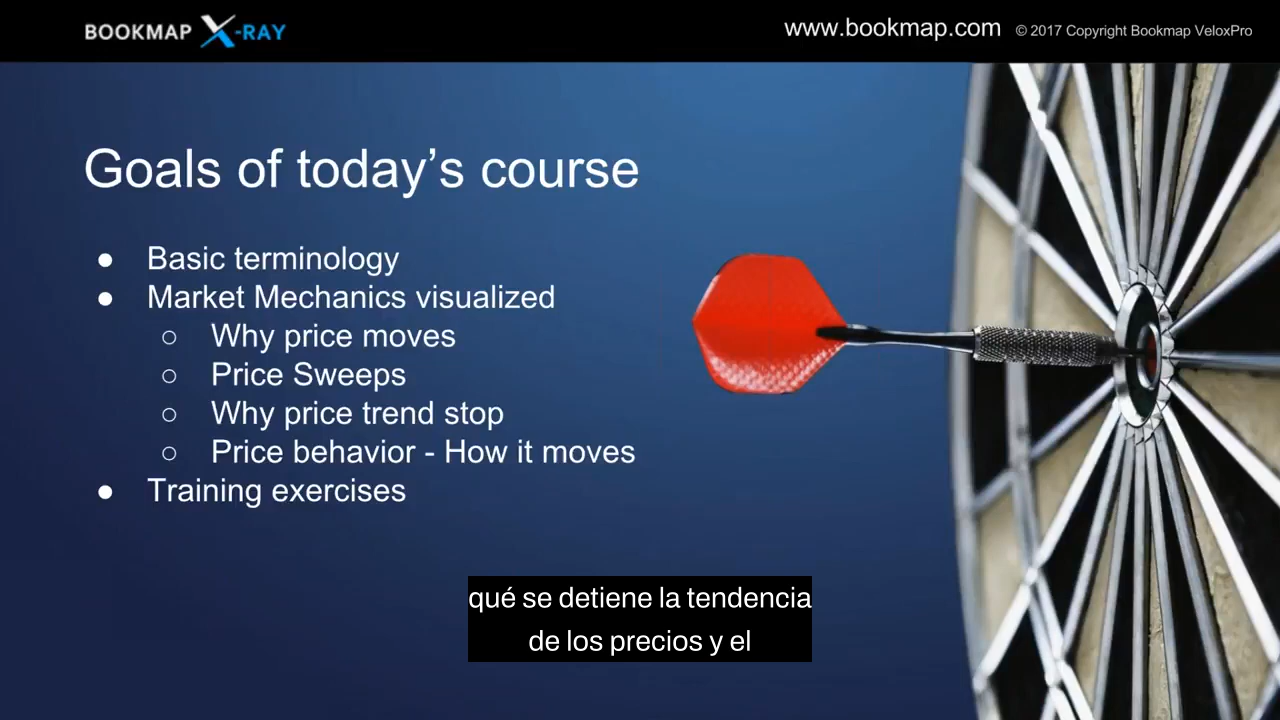 BOOKMAP X-RAY
www.bookmap.com © 2017 Copyright Bookmap VeloxPro
Goals of today’s course
● Basic terminology
● Market Mechanics visualized
○ Why price moves
○ Price Sweeps
○ Why price trend stop
○ Price behavior - How it moves
● Training exercises
qué se detiene la tendencia
de los precios y el